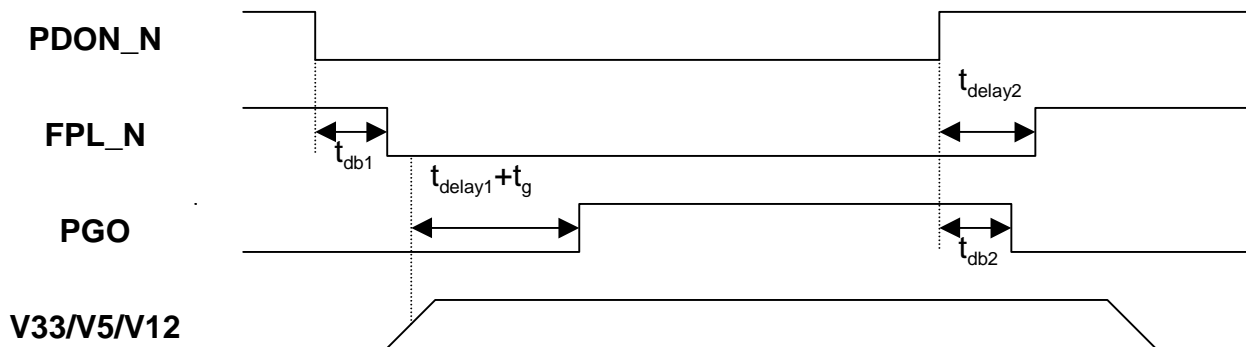 PDON_N
t_delay2
FPL_N
t_db1
t_delay1+t_g
PGO
t_db2
V33/V5/V12